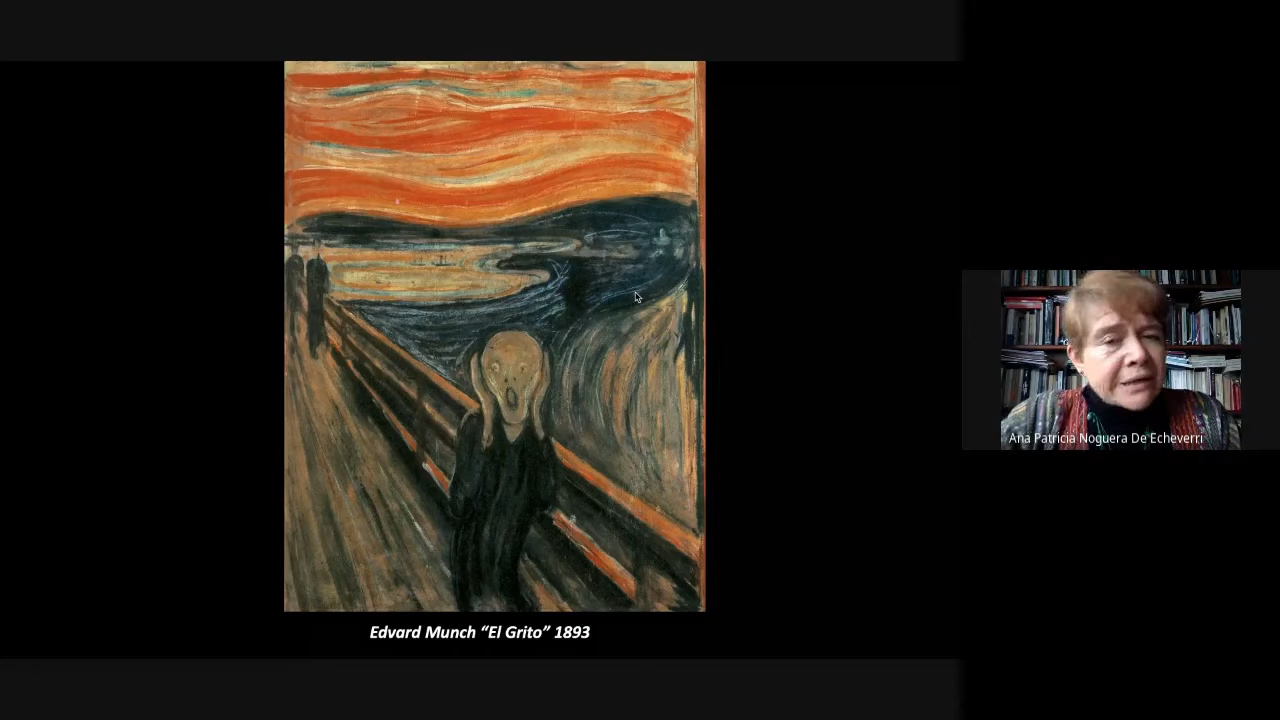 Edvard Munch “El Grito” 1893
Ana Patricia Noguera De Echeverri